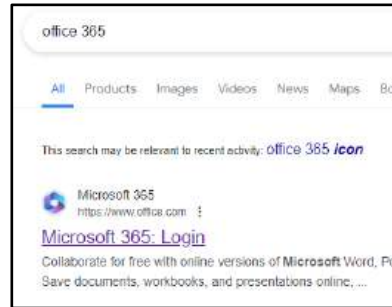 office 365
All Products Images Videos News Maps
This search may be relevant to recent activity: office 365 icon
Microsoft 365
https://www.office.com
Microsoft 365: Login
Collaborate for free with online versions of Microsoft Word,
Save documents, workbooks, and presentations online, ...